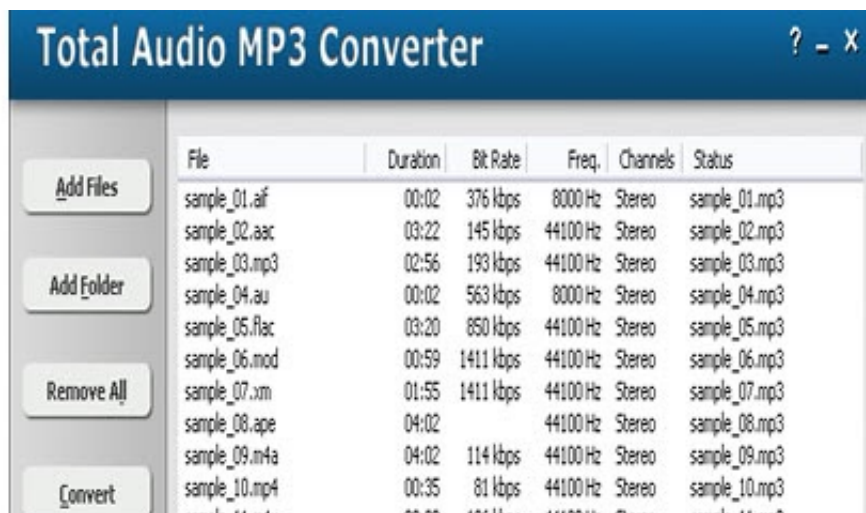 Total Audio MP3 Converter ? - X
File Duration Bit Rate Freq. Channels Status
Add Files
sample_01.aif 00:02 376 kbps 8000 Hz Stereo sample_01.mp3
sample_02.aac 03:22 145 kbps 44100 Hz Stereo sample_02.mp3
sample_03.mp3 02:56 193 kbps 44100 Hz Stereo sample_03.mp3
Add Folder
sample_04.au 00:02 563 kbps 8000 Hz Stereo sample_04.mp3
sample_05.flac 03:20 850 kbps 44100 Hz Stereo sample_05.mp3
sample_06.mod 00:59 1411 kbps 44100 Hz Stereo sample_06.mp3
Remove All
sample_07.xm 01:55 1411 kbps 44100 Hz Stereo sample_07.mp3
sample_08.ape 04:02 44100 Hz Stereo sample_08.mp3
sample_09.m4a 04:02 114 kbps 44100 Hz Stereo sample_09.mp3
Convert
sample_10.mp4 00:35 81 kbps 44100 Hz Stereo sample_10.mp3